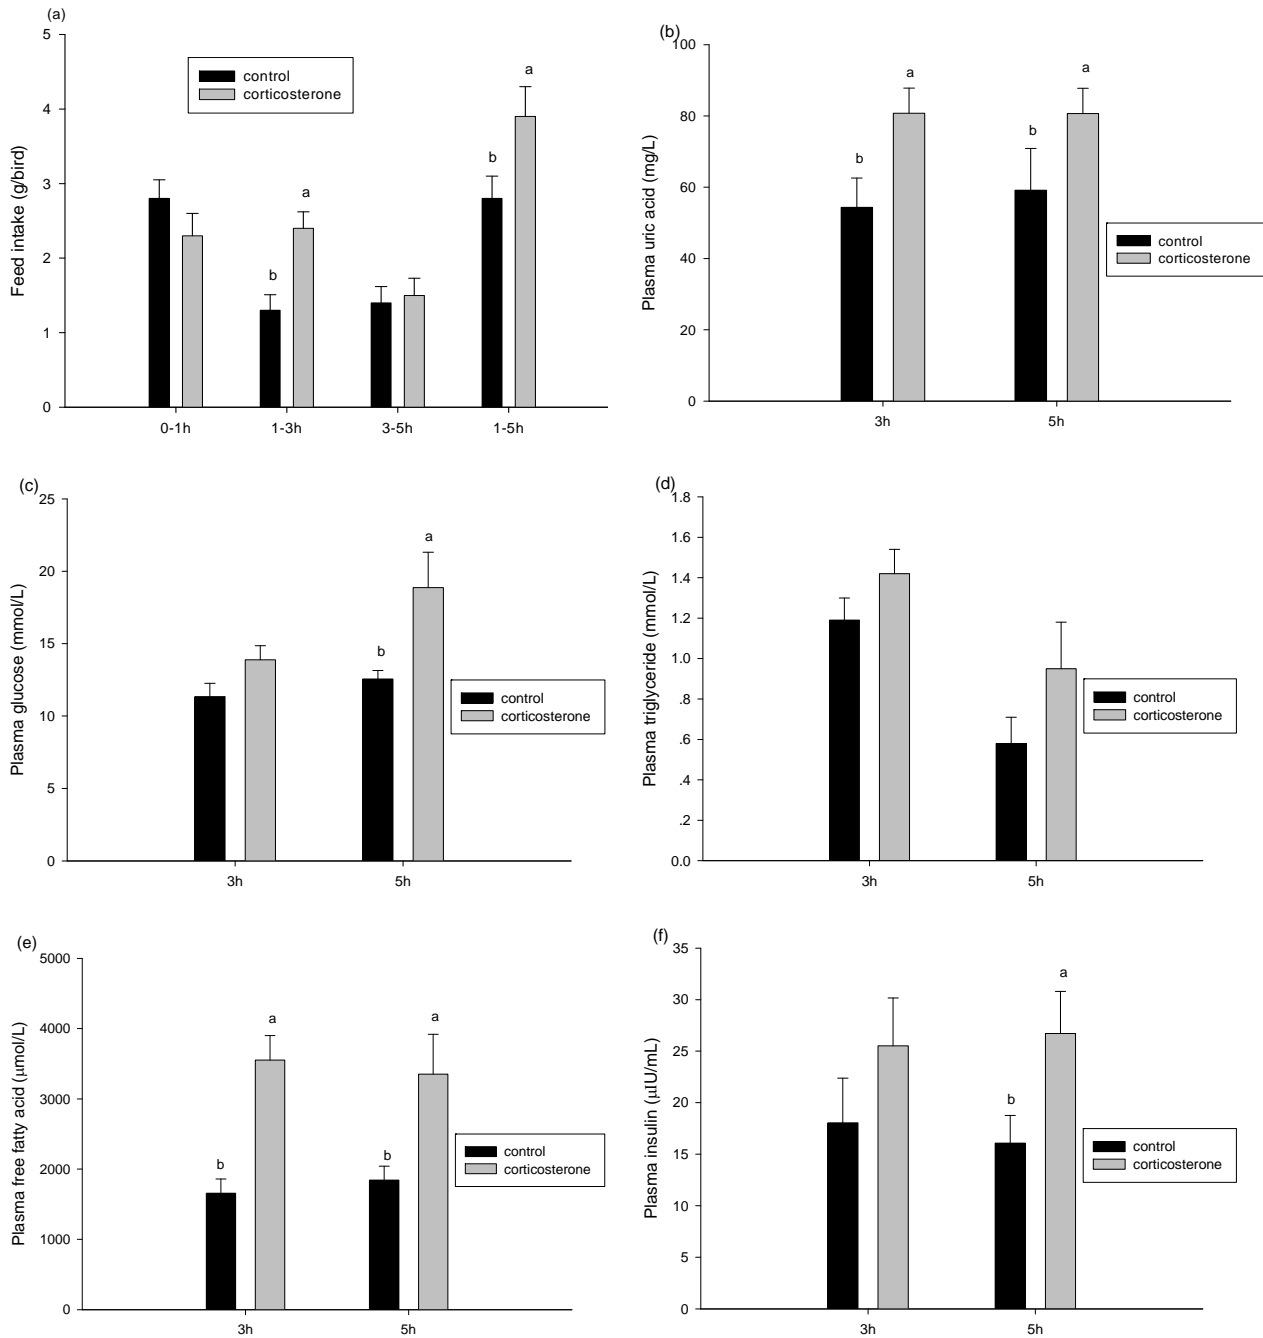 (a)
5
4
3
2
1
0
Feed intake (g/bird)
control
corticosterone
b
a
b
a
0-1h
1-3h
3-5h
1-5h
(b)
100
80
60
40
20
0
Plasma uric acid (mg/L)
b
a
b
a
control
corticosterone
3h
5h
(c)
25
20
15
10
5
0
Plasma glucose (mmol/L)
b
a
control
corticosterone
3h
5h
(d)
1.8
1.6
1.4
1.2
1.0
.8
.6
.4
.2
0.0
Plasma triglyceride (mmol/L)
control
corticosterone
3h
5h
(e)
5000
4000
3000
2000
1000
0
Plasma free fatty acid (μmol/L)
b
a
b
a
control
corticosterone
3h
5h
(f)
35
30
25
20
15
10
5
0
Plasma insulin (μIU/mL)
b
a
control
corticosterone
3h
5h